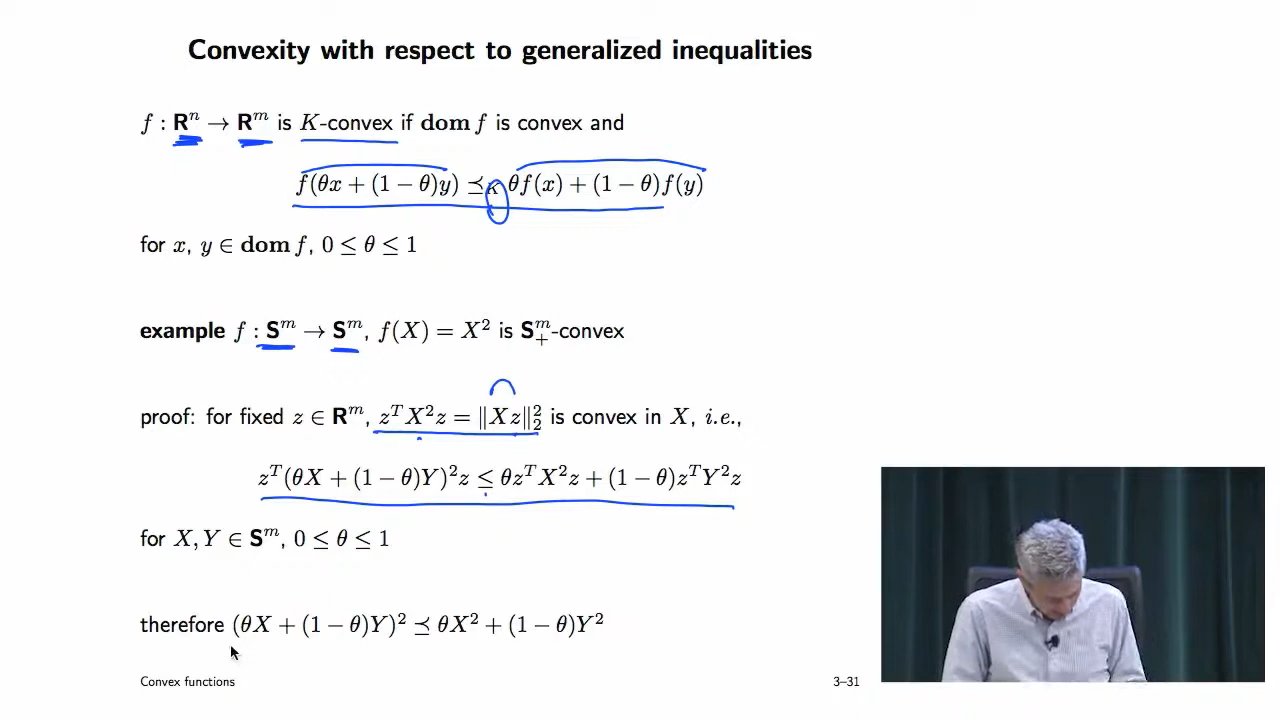 Convexity with respect to generalized inequalities
f : Rⁿ → Rᵐ is K-convex if dom f is convex and
f(θx + (1 − θ)y) ⪯_K θf(x) + (1 − θ)f(y)
for x, y ∈ dom f, 0 ≤ θ ≤ 1
example f : Sᵐ → Sᵐ, f(X) = X² is Sᵐ₊-convex
proof: for fixed z ∈ Rᵐ, zᵀX²z = ‖Xz‖₂² is convex in X, i.e.,
zᵀ(θX + (1 − θ)Y)²z ≤ θzᵀX²z + (1 − θ)zᵀY²z
for X, Y ∈ Sᵐ, 0 ≤ θ ≤ 1
therefore (θX + (1 − θ)Y)² ⪯ θX² + (1 − θ)Y²
Convex functions 3–31